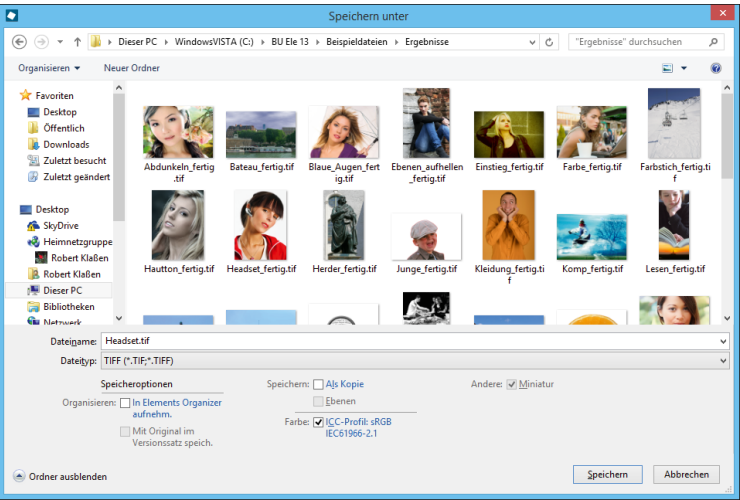 Speichern unter
Dieser PC WindowsVISTA (C:) BU Ele 13 Beispieldateien Ergebnisse
"Ergebnisse" durchsuchen
Organisieren Neuer Ordner
Favoriten
Desktop
Öffentlich
Downloads
Zuletzt besucht
Zuletzt geändert
Desktop
SkyDrive
Heimnetzgruppe
Robert Klaßen
Robert Klaßen
Dieser PC
Bibliotheken
Netzwerk
Abdunkeln_fertig
.tif
Bateau_fertig.tif
Blaue_Augen_fert
ig.tif
Ebenen_aufhellen
_fertig.tif
Einstieg_fertig.tif
Farbe_fertig.tif
Farbstich_fertig.ti
f
Hautton_fertig.tif
Headset_fertig.tif
Herder_fertig.tif
Junge_fertig.tif
Kleidung_fertig.ti
f
Komp_fertig.tif
Lesen_fertig.tif
Dateiname: Headset.tif
Dateityp: TIFF (*.TIF;*.TIFF)
Speicheroptionen
Organisieren: In Elements Organizer
aufnehm.
Mit Original im
Versionssatz speich.
Speichern: Als Kopie
Ebenen
Farbe: ICC-Profil: sRGB
IEC61966-2.1
Andere: Miniatur
Ordner ausblenden
Speichern Abbrechen